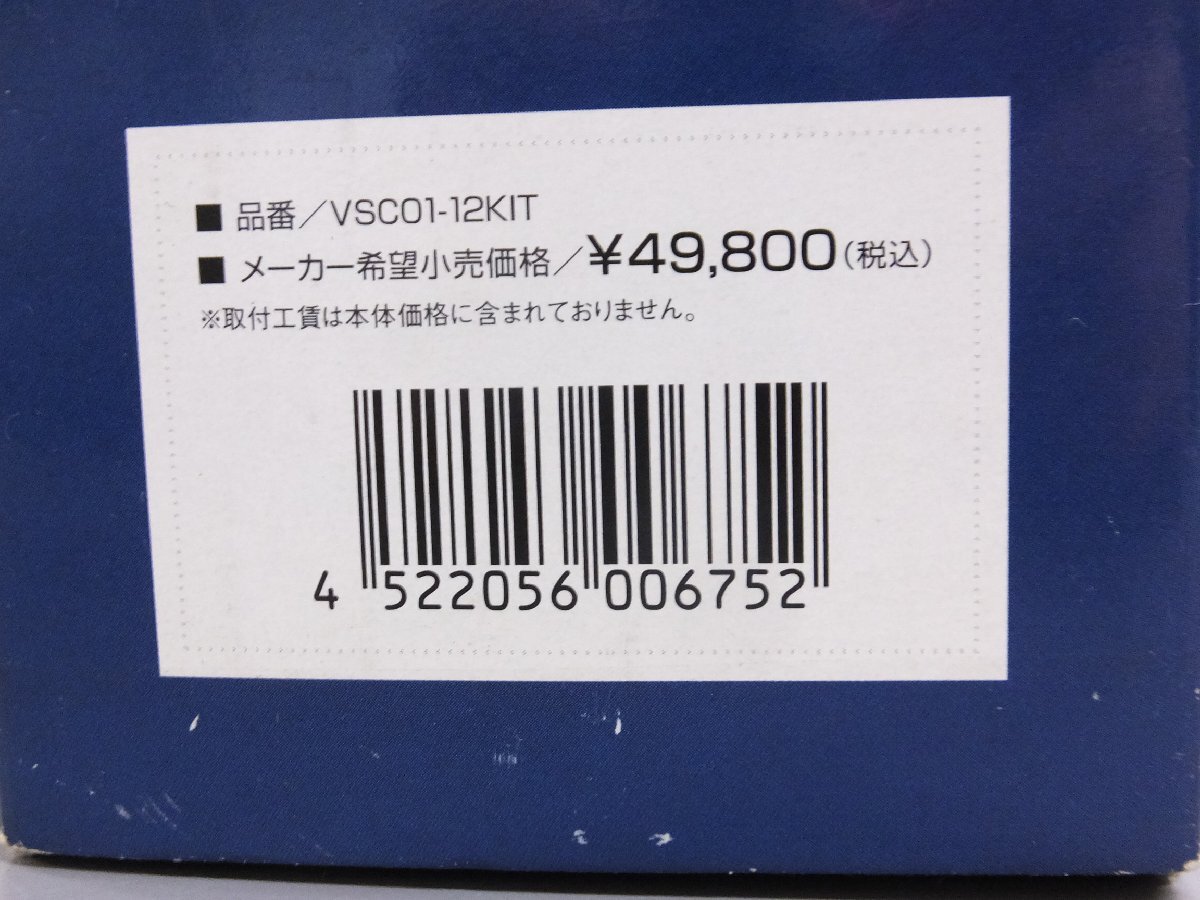 ■ 品番/VSC01-12KIT
■ メーカー希望小売価格/¥49,800(税込)
※取付工賃は本体価格に含まれておりません。
4 522056 006752